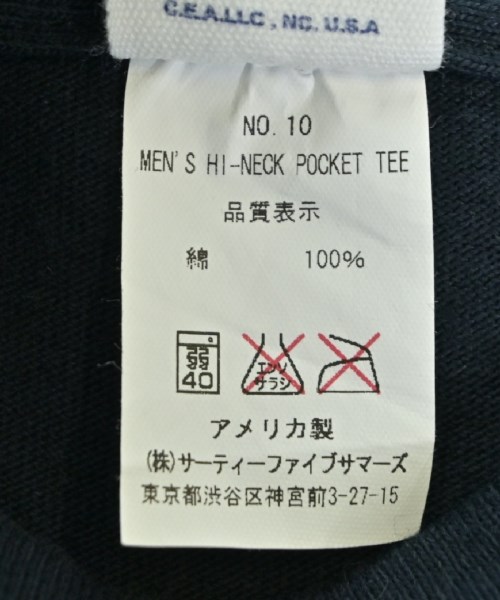 C.E.A.LLC., NC. U.S.A
NO. 10
MEN'S HI-NECK POCKET TEE
品質表示
綿 100%
弱 40
エンソ サラシ
アメリカ製
(株)サーティーファイブサマーズ
東京都渋谷区神宮前3-27-15